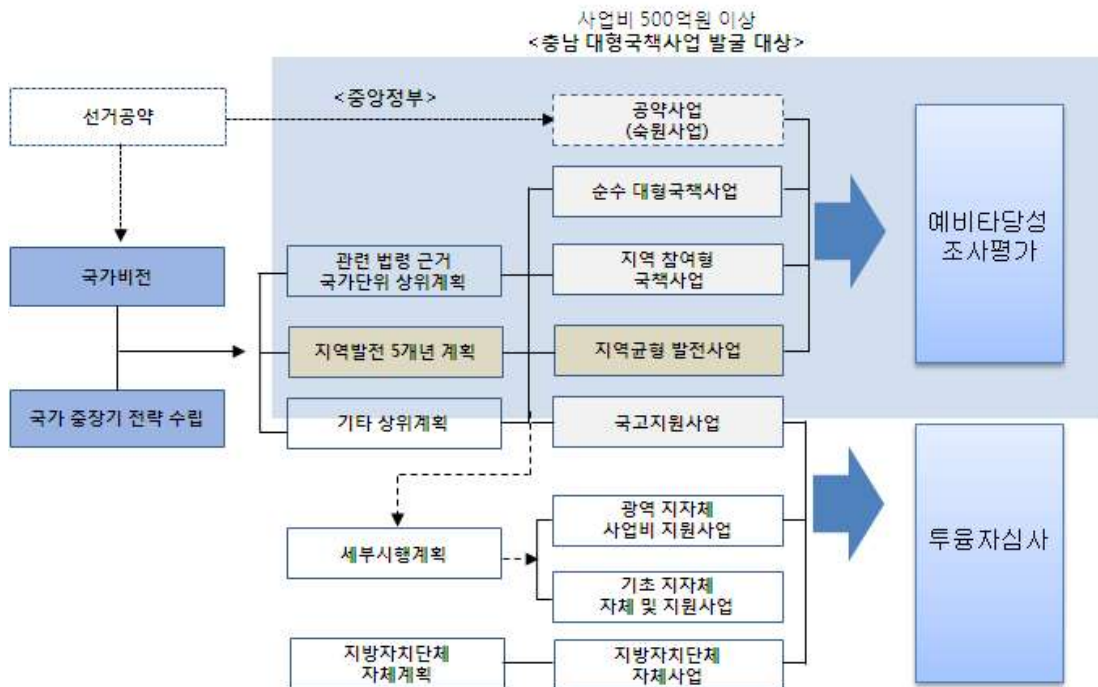 사업비 500억원 이상
<충남 대형국책사업 발굴 대상>
선거공약
<중앙정부>
공약사업
(숙원사업)
순수 대형국책사업
예비타당성
조사평가
국가비전
관련 법령 근거
국가단위 상위계획
지역 참여형
국책사업
지역발전 5개년 계획
지역균형 발전사업
국가 중장기 전략 수립
기타 상위계획
국고지원사업
광역 지자체
사업비 지원사업
세부시행계획
투융자심사
기초 지자체
자체 및 지원사업
지방자치단체
자체계획
지방자치단체
자체사업